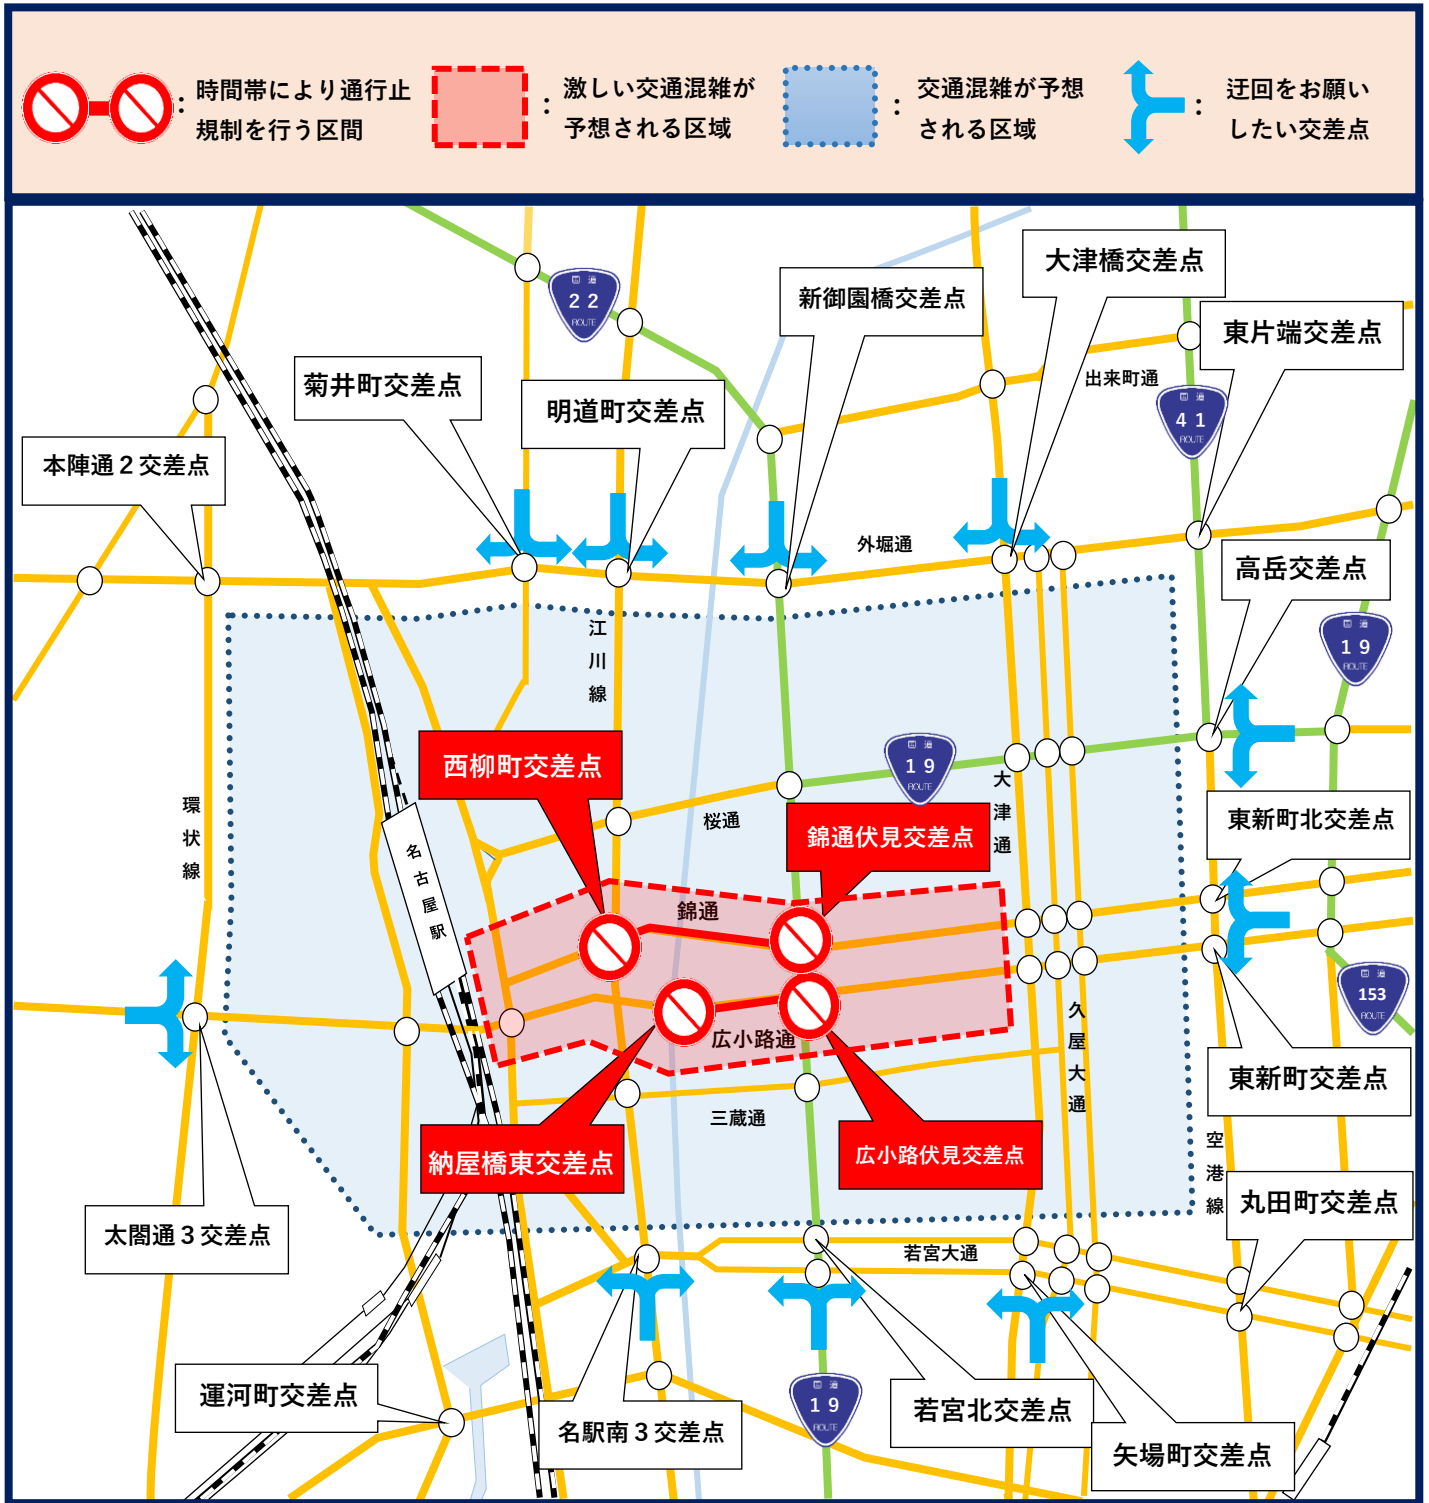 ：時間帯により通行止
規制を行う区間
：激しい交通混雑が
予想される区域
：交通混雑が予想
される区域
：迂回をお願い
したい交差点
大津橋交差点
新御園橋交差点
国道
22
ROUTE
東片端交差点
菊井町交差点
出来町通
明道町交差点
国道
41
ROUTE
本陣通２交差点
外堀通
高岳交差点
江川線
国道
19
ROUTE
西柳町交差点
国道
19
ROUTE
大津通
環状線
桜通
東新町北交差点
錦通伏見交差点
名古屋駅
錦通
国道
153
ROUTE
久屋大通
広小路通
東新町交差点
三蔵通
納屋橋東交差点
広小路伏見交差点
空港線
丸田町交差点
太閤通３交差点
若宮大通
運河町交差点
国道
19
ROUTE
若宮北交差点
名駅南３交差点
矢場町交差点